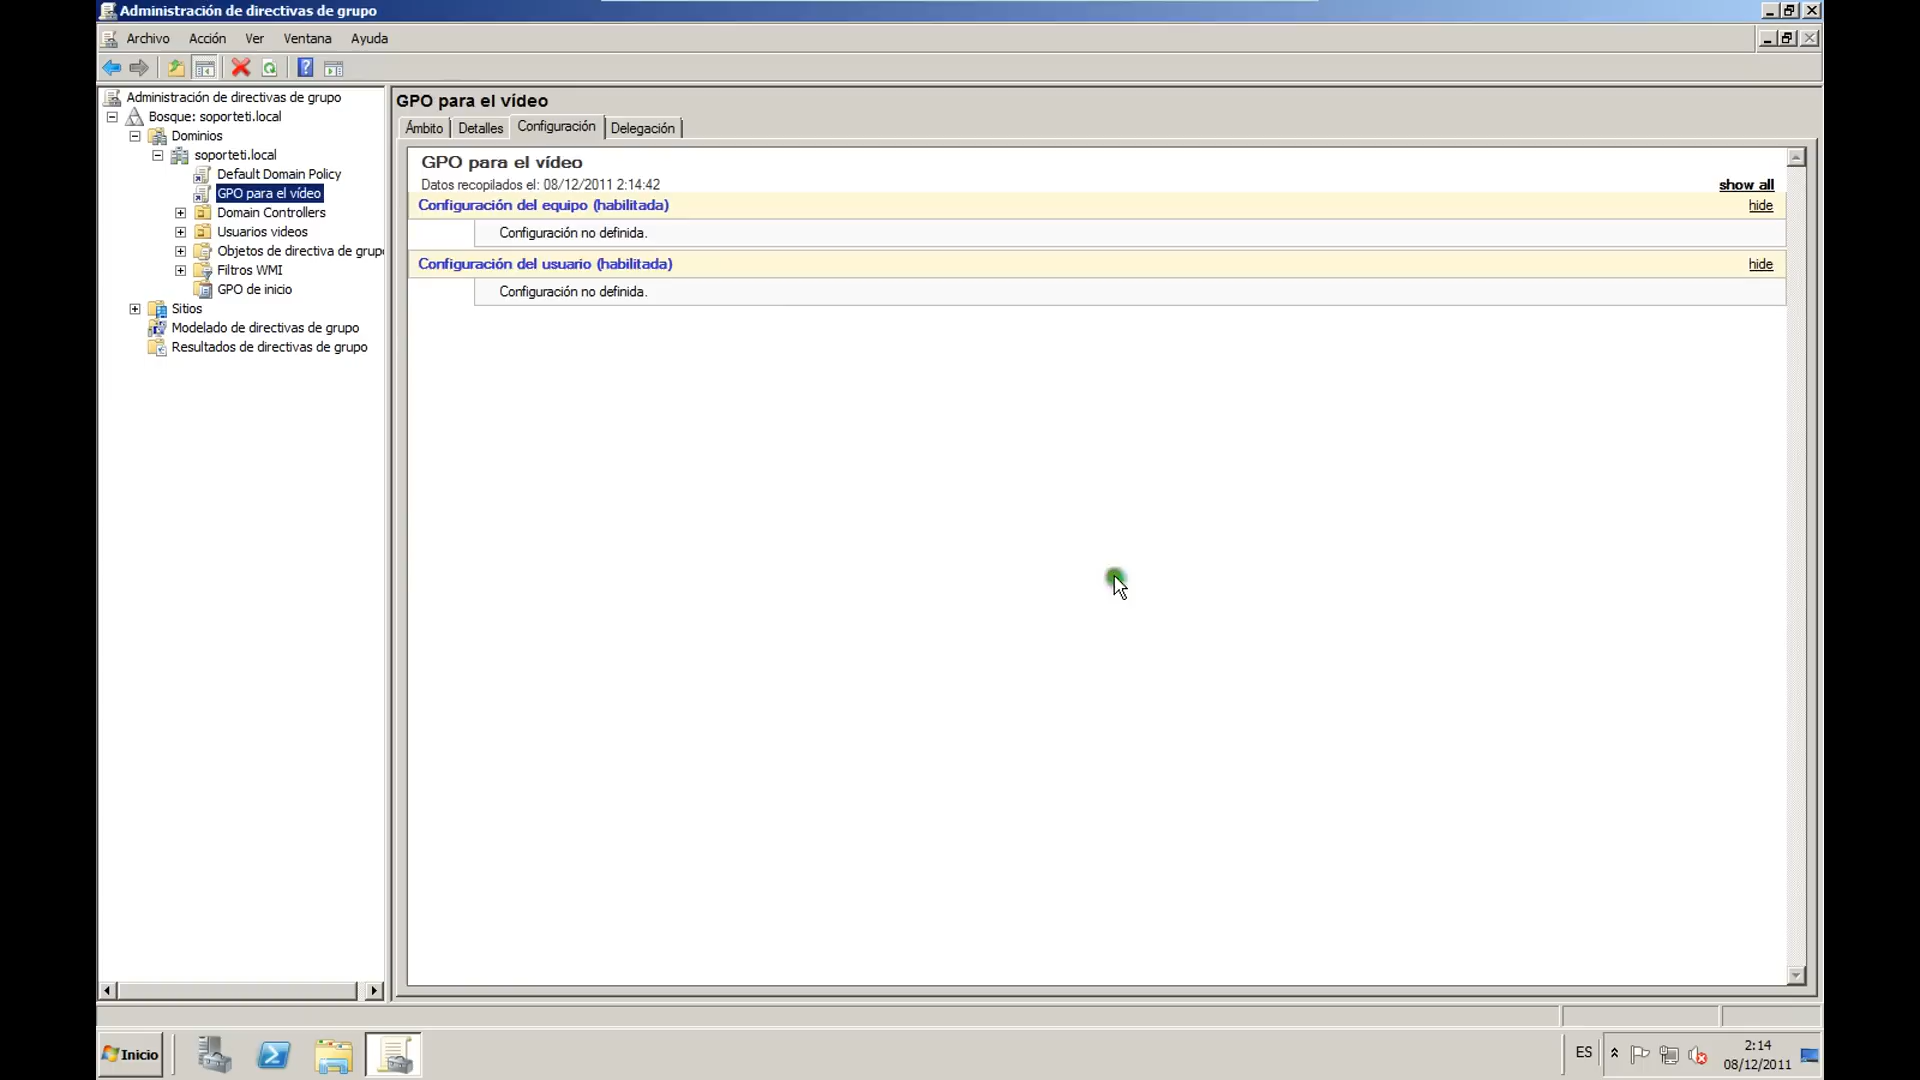 Administración de directivas de grupo
Archivo Acción Ver Ventana Ayuda
Administración de directivas de grupo
Bosque: soporteti.local
Dominios
soporteti.local
Default Domain Policy
GPO para el vídeo
Domain Controllers
Usuarios videos
Objetos de directiva de grupo
Filtros WMI
GPO de inicio
Sitios
Modelado de directivas de grupo
Resultados de directivas de grupo
GPO para el vídeo
Ámbito Detalles Configuración Delegación
GPO para el vídeo
Datos recopilados el: 08/12/2011 2:14:42 show all
Configuración del equipo (habilitada) hide
Configuración no definida.
Configuración del usuario (habilitada) hide
Configuración no definida.
Inicio
ES
2:14
08/12/2011